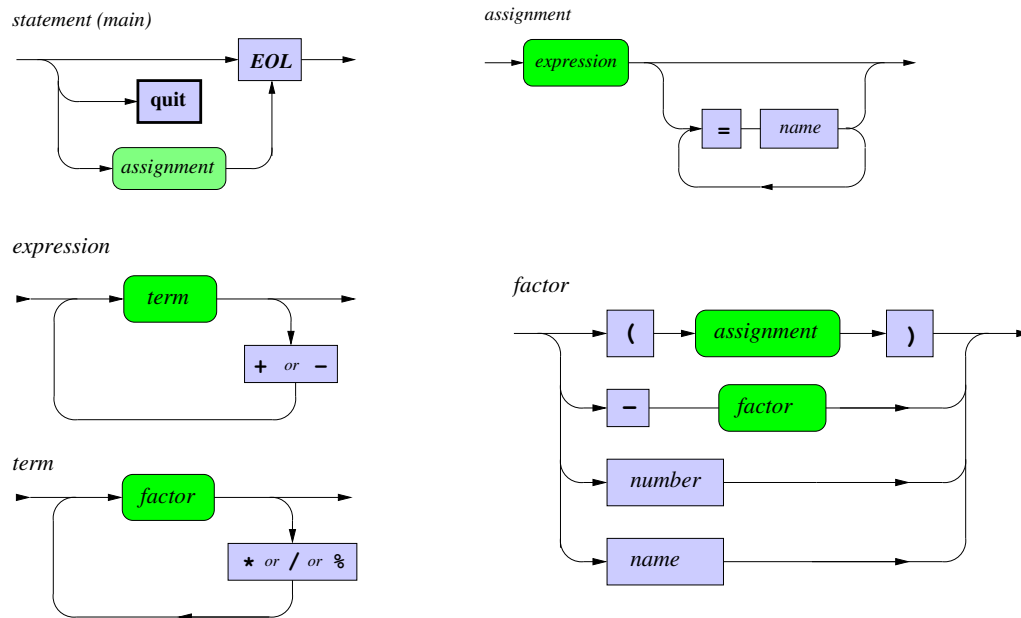 statement (main)
EOL
quit
assignment
assignment
expression
= name
expression
term
+ or -
term
factor
* or / or %
factor
( assignment )
- factor
number
name